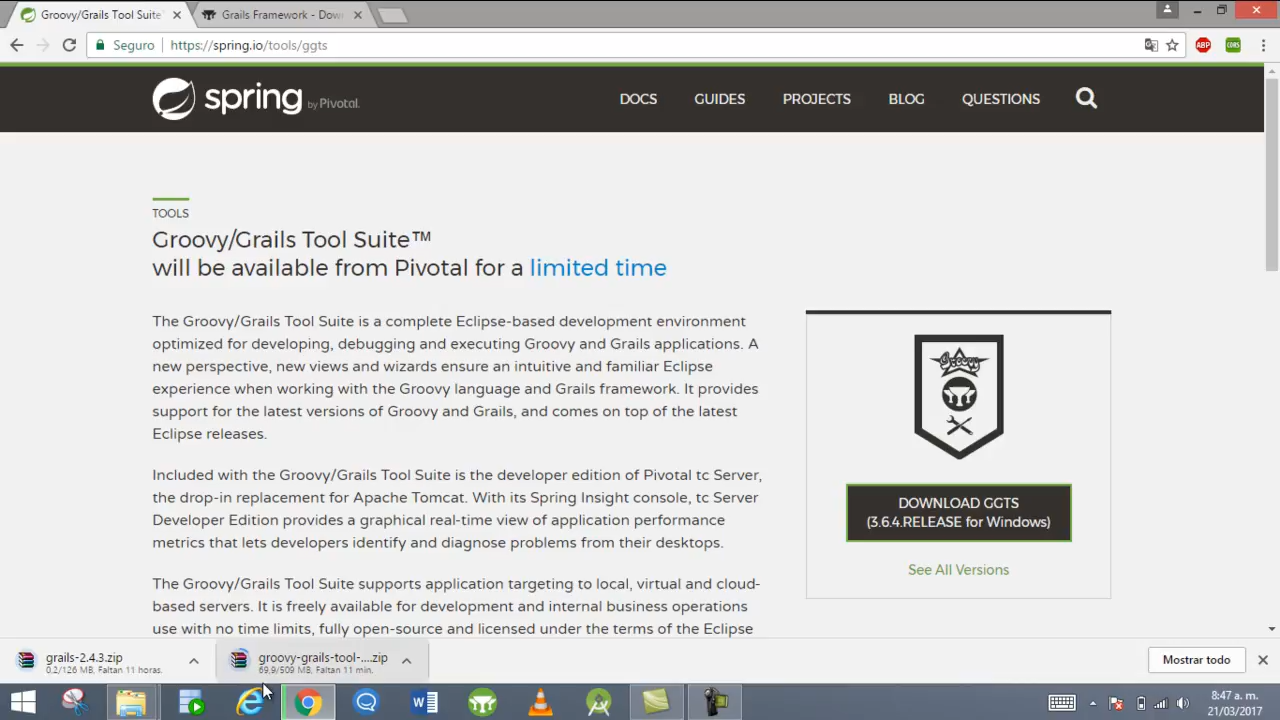 Groovy/Grails Tool Suite
Grails Framework - Dow
Seguro
https://spring.io/tools/ggts
ABP
CORS
spring by Pivotal.
DOCS
GUIDES
PROJECTS
BLOG
QUESTIONS
TOOLS
Groovy/Grails Tool Suite™
will be available from Pivotal for a limited time
The Groovy/Grails Tool Suite is a complete Eclipse-based development environment
optimized for developing, debugging and executing Groovy and Grails applications. A
new perspective, new views and wizards ensure an intuitive and familiar Eclipse
experience when working with the Groovy language and Grails framework. It provides
support for the latest versions of Groovy and Grails, and comes on top of the latest
Eclipse releases.
Included with the Groovy/Grails Tool Suite is the developer edition of Pivotal tc Server,
the drop-in replacement for Apache Tomcat. With its Spring Insight console, tc Server
Developer Edition provides a graphical real-time view of application performance
metrics that lets developers identify and diagnose problems from their desktops.
The Groovy/Grails Tool Suite supports application targeting to local, virtual and cloud-
based servers. It is freely available for development and internal business operations
use with no time limits, fully open-source and licensed under the terms of the Eclipse
Groovy
DOWNLOAD GGTS
(3.6.4.RELEASE for Windows)
See All Versions
grails-2.4.3.zip
0.2/126 MB, Faltan 11 horas.
groovy-grails-tool-....zip
69,9/509 MB, Faltan 11 min.
Mostrar todo
8:47 a. m.
21/03/2017